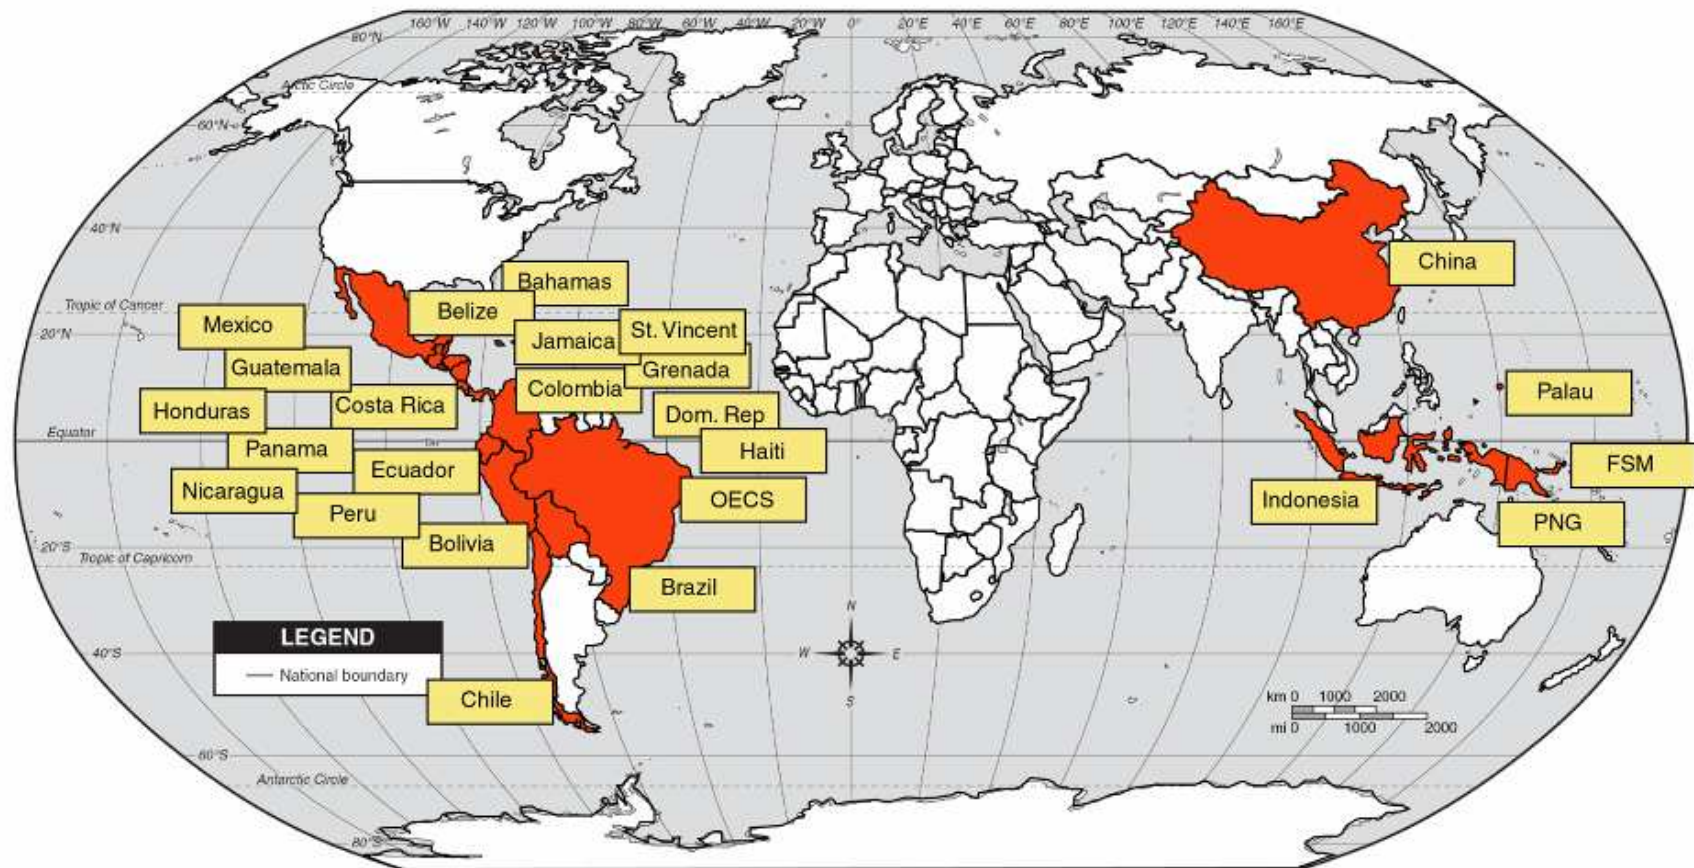 160°W 140°W 120°W 100°W 80°W 60°W 40°W 20°W 0° 20°E 40°E 60°E 80°E 100°E 120°E 140°E 160°E
80°N
Arctic Circle
60°N
40°N
China
Bahamas
Belize
Tropic of Cancer
Mexico
St. Vincent
20°N
Jamaica
Guatemala
Grenada
Colombia
Palau
Honduras
Costa Rica
Dom. Rep
Equator
Panama
Haiti
Ecuador
FSM
Nicaragua
OECS
Indonesia
Peru
PNG
Bolivia
20°S
Tropic of Capricorn
Brazil
N
W E
S
LEGEND
National boundary
40°S
Chile
km 0 1000 2000
mi 0 1000 2000
60°S
Antarctic Circle
80°S